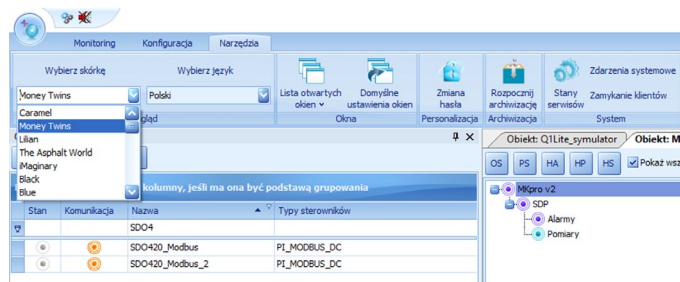 Monitoring Konfiguracja Narzędzia
Wybierz skórkę Wybierz język
Money Twins Polski
Lista otwartych okien Domyślne ustawienia okien
Zmiana hasła
Rozpocznij archiwizację
Stany serwisów
Zdarzenia systemowe
Zamykanie klientów
gląd Okna Personalizacja Archiwizacja System
Caramel
Money Twins
Lilian
The Asphalt World
iMaginary
Black
Blue
Obiekt: Q1Lite_symulator Obiekt: M
OS PS HA HP HS Pokaż wsz
kolumny, jeśli ma ona być podstawą grupowania
Stan Komunikacja Nazwa Typy sterowników
SDO4
SDO420_Modbus PI_MODBUS_DC
SDO420_Modbus_2 PI_MODBUS_DC
MKpro v2
SDP
Alarmy
Pomiary